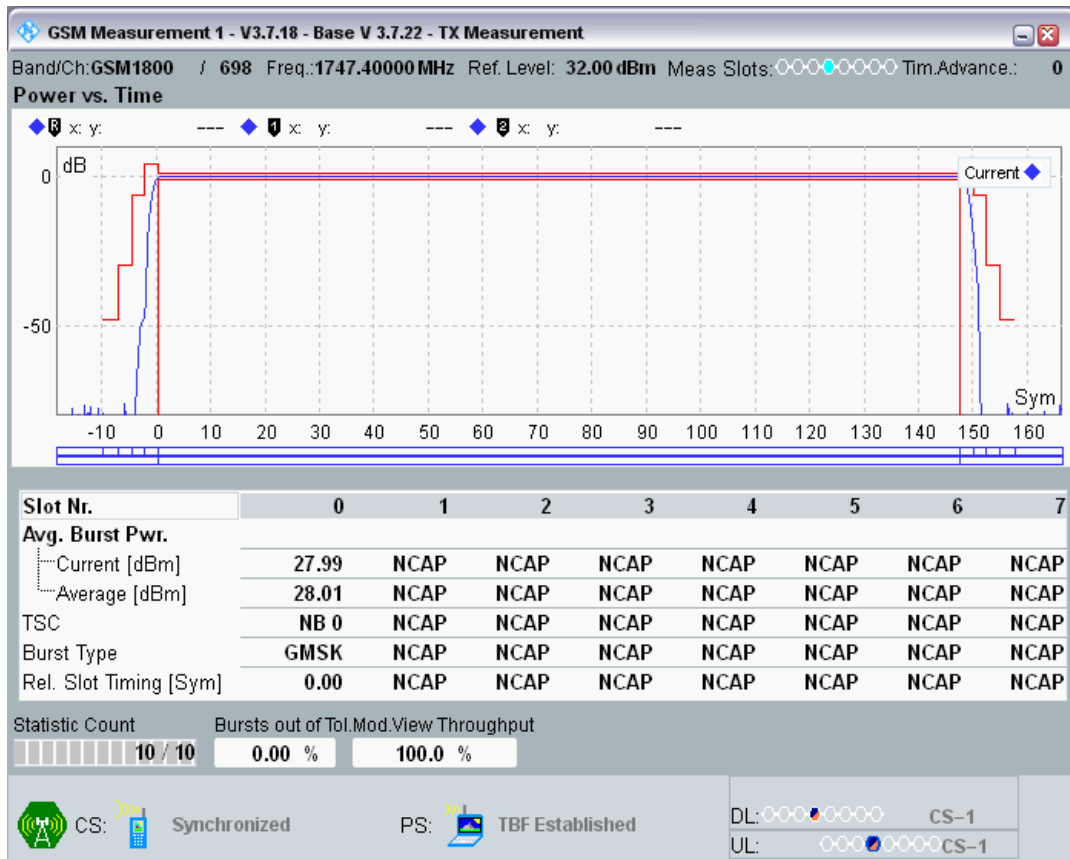 GSM Measurement 1 - V3.7.18 - Base V 3.7.22 - TX Measurement
Band/Ch:GSM1800 / 698 Freq.:1747.40000 MHz Ref. Level: 32.00 dBm Meas Slots: Tim.Advance.: 0
Power vs. Time
R x: y: --- 1 x: y: --- 2 x: y: ---
dB
Current
0
-50
Sym
-10 0 10 20 30 40 50 60 70 80 90 100 110 120 130 140 150 160
Slot Nr. 0 1 2 3 4 5 6 7
Avg. Burst Pwr.
Current [dBm] 27.99 NCAP NCAP NCAP NCAP NCAP NCAP NCAP
Average [dBm] 28.01 NCAP NCAP NCAP NCAP NCAP NCAP NCAP
TSC NB 0 NCAP NCAP NCAP NCAP NCAP NCAP NCAP
Burst Type GMSK NCAP NCAP NCAP NCAP NCAP NCAP NCAP
Rel. Slot Timing [Sym] 0.00 NCAP NCAP NCAP NCAP NCAP NCAP NCAP
Statistic Count Bursts out of Tol. Mod.View Throughput
10 / 10 0.00 % 100.0 %
CS: Synchronized PS: TBF Established
DL: CS-1
UL: CS-1